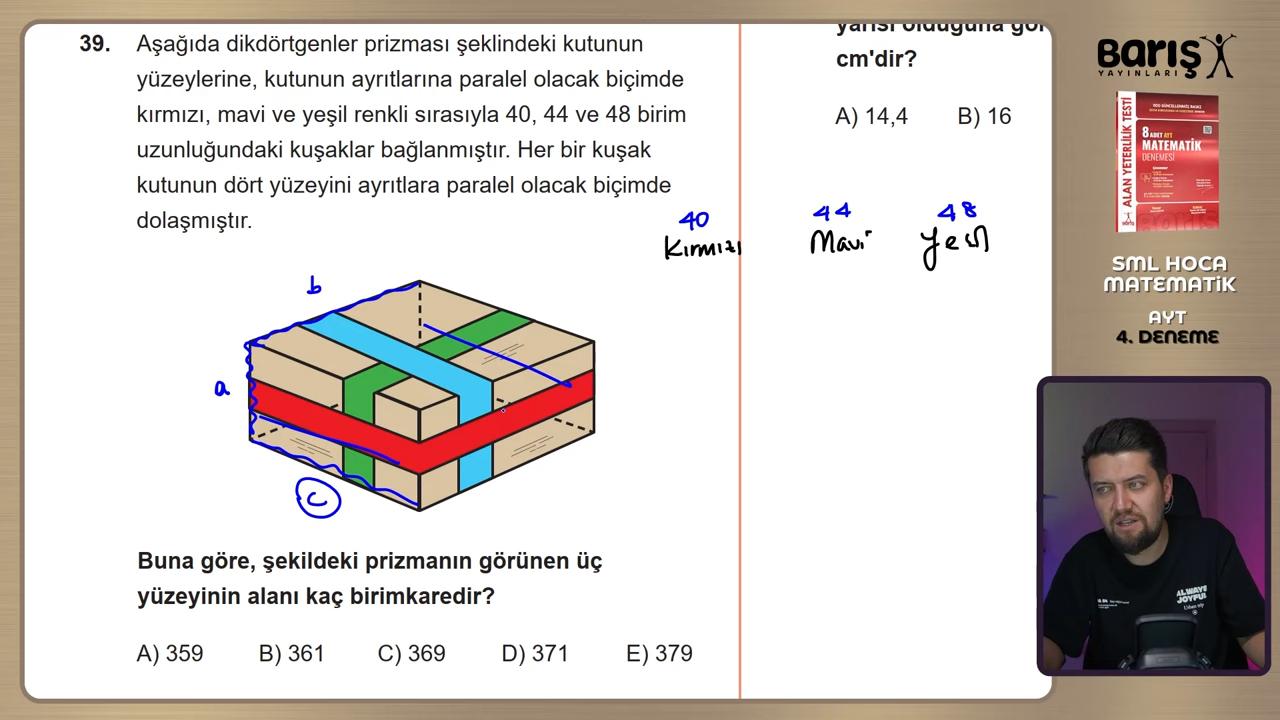 39. Aşağıda dikdörtgenler prizması şeklindeki kutunun
yüzeylerine, kutunun ayrıtlarına paralel olacak biçimde
kırmızı, mavi ve yeşil renkli sırasıyla 40, 44 ve 48 birim
uzunluğundaki kuşaklar bağlanmıştır. Her bir kuşak
kutunun dört yüzeyini ayrıtlara paralel olacak biçimde
dolaşmıştır.
b
a
c
Buna göre, şekildeki prizmanın görünen üç
yüzeyinin alanı kaç birimkaredir?
A) 359 B) 361 C) 369 D) 371 E) 379
yarısı olduğuna gör
cm'dir?
A) 14,4 B) 16
40 44 48
Kırmızı Mavi Yeşil
BARIŞ
YAYINLARI
ALAN YETERLİLİK TESTİ
8 ADET AYT
MATEMATİK
DENEMESİ
BARIŞ
SML HOCA
MATEMATİK
AYT
4. DENEME
ALWAYS
JOYFUL